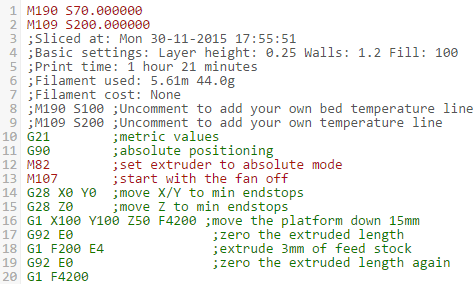 1 M190 S70.000000
2 M109 S200.000000
3 ;Sliced at: Mon 30-11-2015 17:55:51
4 ;Basic settings: Layer height: 0.25 Walls: 1.2 Fill: 100
5 ;Print time: 1 hour 21 minutes
6 ;Filament used: 5.61m 44.0g
7 ;Filament cost: None
8 ;M190 S100 ;Uncomment to add your own bed temperature line
9 ;M109 S200 ;Uncomment to add your own temperature line
10 G21 ;metric values
11 G90 ;absolute positioning
12 M82 ;set extruder to absolute mode
13 M107 ;start with the fan off
14 G28 X0 Y0 ;move X/Y to min endstops
15 G28 Z0 ;move Z to min endstops
16 G1 X100 Y100 Z50 F4200 ;move the platform down 15mm
17 G92 E0 ;zero the extruded length
18 G1 F200 E4 ;extrude 3mm of feed stock
19 G92 E0 ;zero the extruded length again
20 G1 F4200